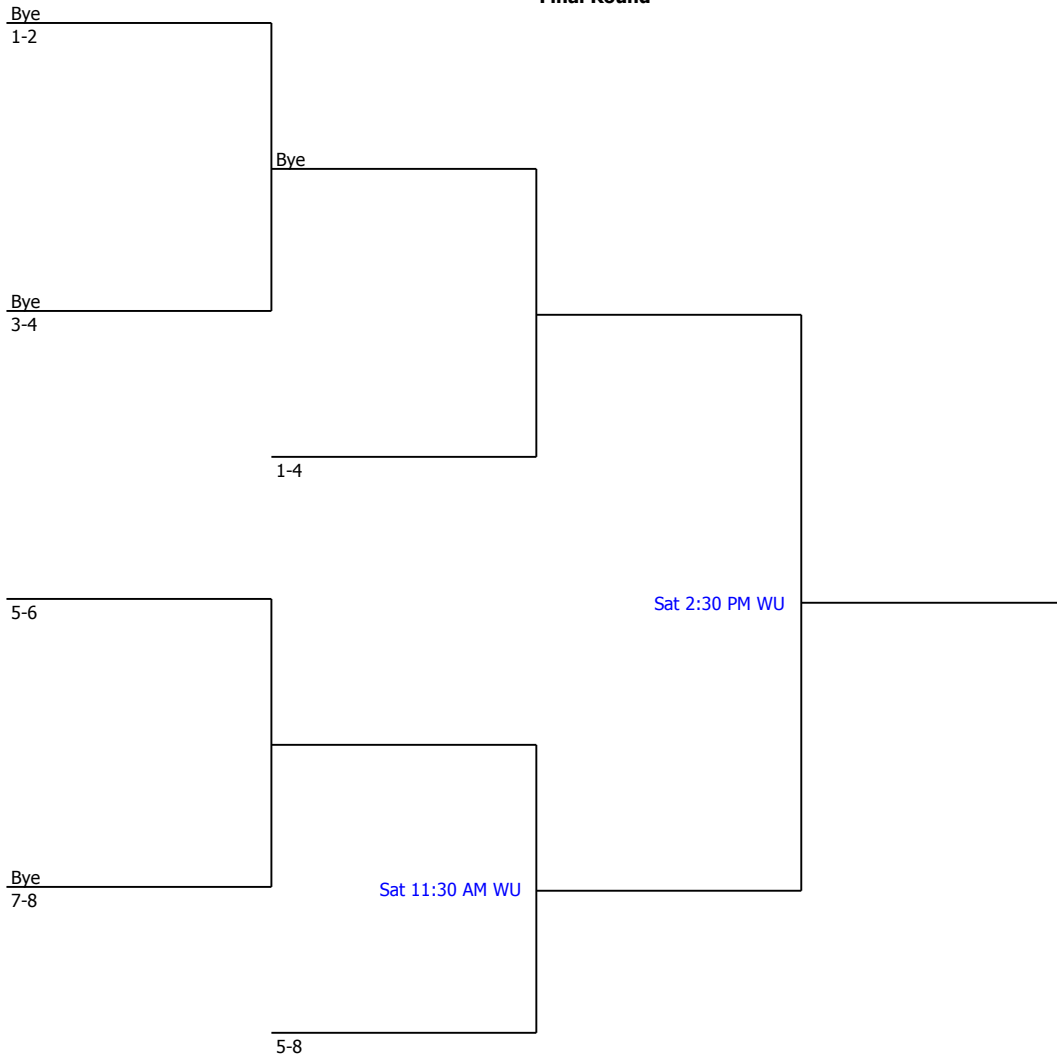 Final Round
Bye
1-2
Bye
Bye
3-4
1-4
5-6
Sat 2:30 PM WU
Bye
7-8
Sat 11:30 AM WU
5-8